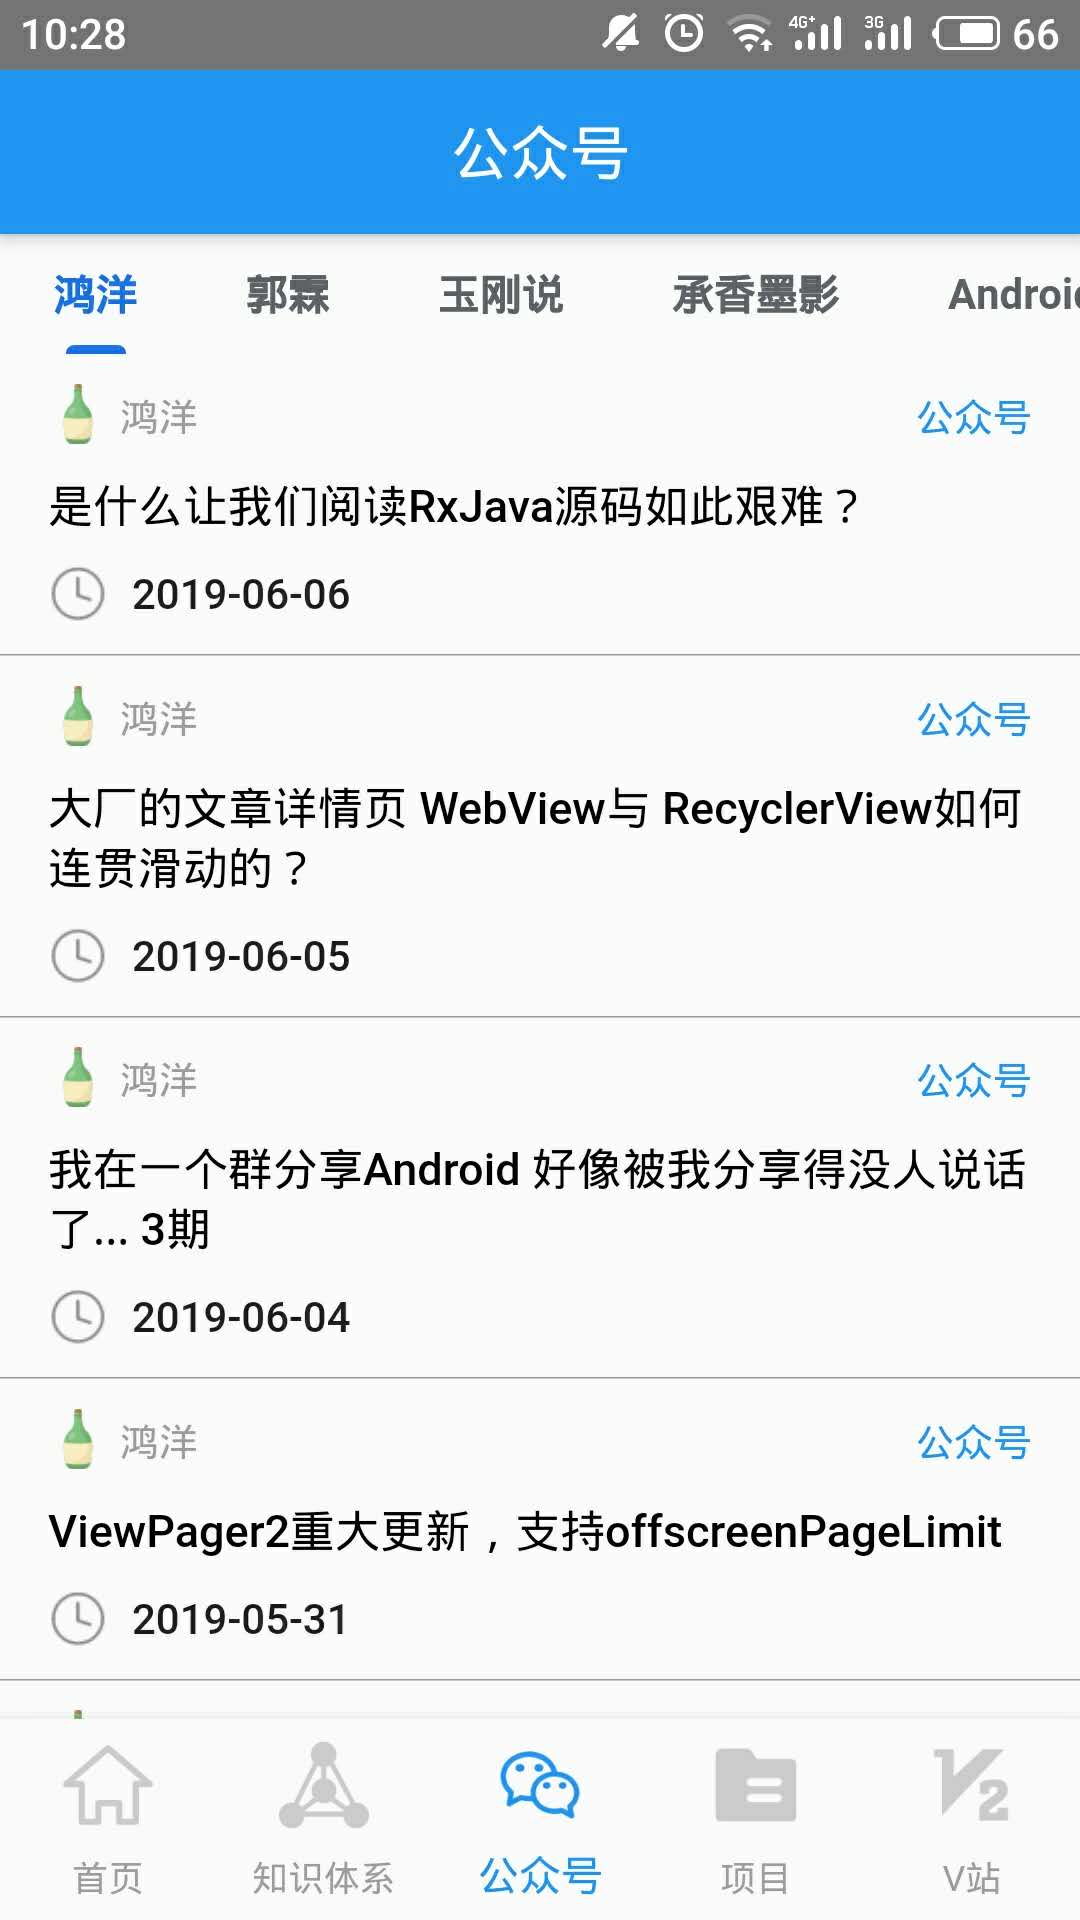 10:28 4G+ 3G 66
公众号
鸿洋 郭霖 玉刚说 承香墨影 Androi
鸿洋 公众号
是什么让我们阅读RxJava源码如此艰难？
2019-06-06
鸿洋 公众号
大厂的文章详情页 WebView与 RecyclerView如何
连贯滑动的？
2019-06-05
鸿洋 公众号
我在一个群分享Android 好像被我分享得没人说话
了... 3期
2019-06-04
鸿洋 公众号
ViewPager2重大更新，支持offscreenPageLimit
2019-05-31
首页 知识体系 公众号 项目 V站